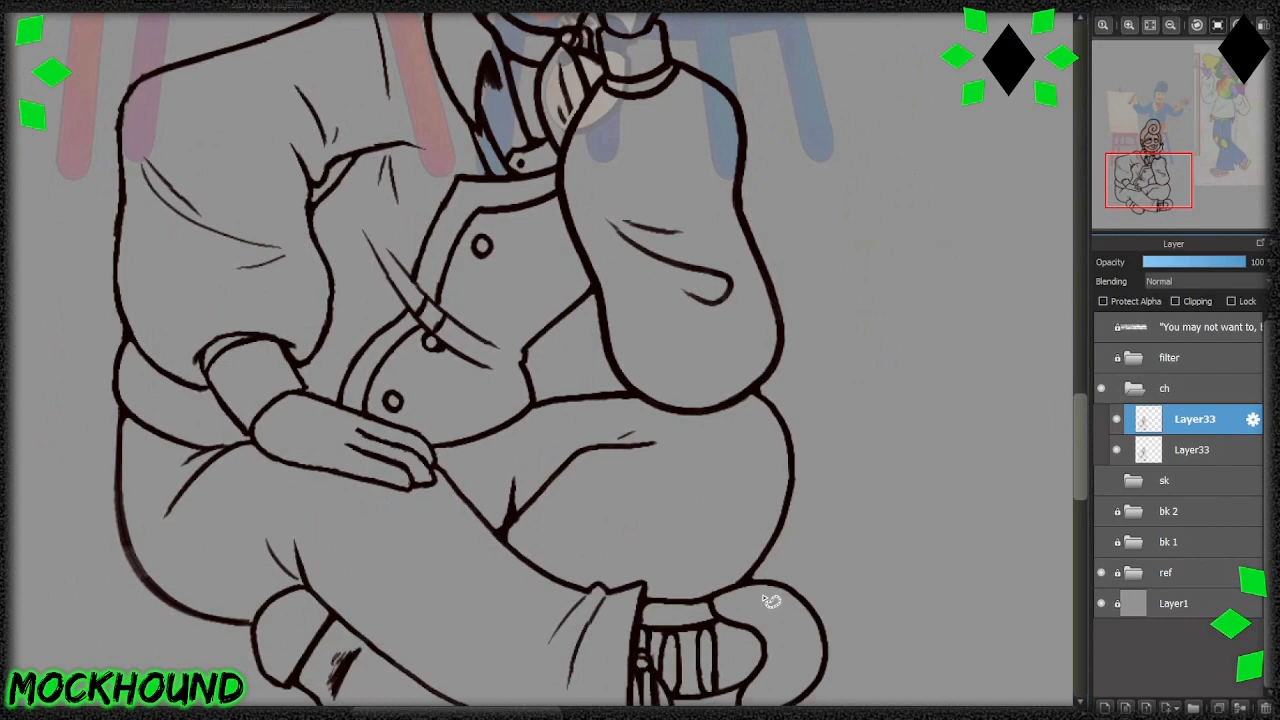 Layer
Opacity 100
Blending Normal
Protect Alpha Clipping Lock
"You may not want to,
filter
ch
Layer33
Layer33
sk
bk 2
bk 1
ref
Layer1
MOCKHOUND